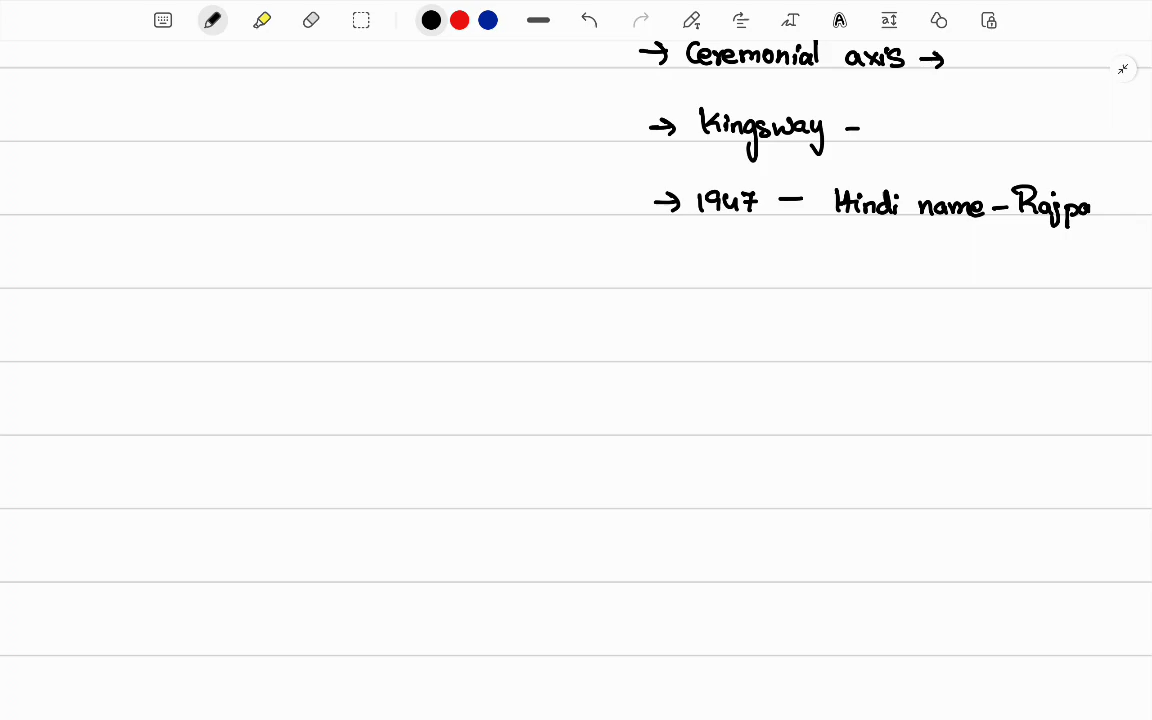 → Ceremonial axis →
→ Kingsway -
→ 1947 - Hindi name - Rajpa